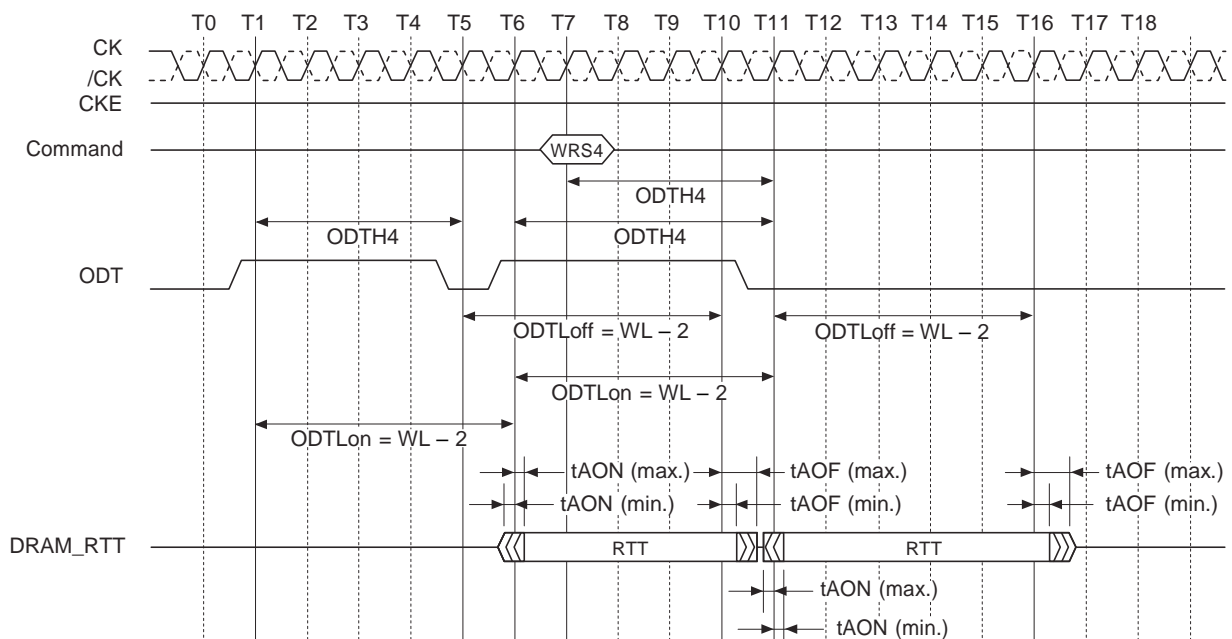 T0 T1 T2 T3 T4 T5 T6 T7 T8 T9 T10 T11 T12 T13 T14 T15 T16 T17 T18
CK
/CK
CKE
Command WRS4
ODTH4
ODTH4 ODTH4
ODT
ODTLoff = WL – 2 ODTLoff = WL – 2
ODTLon = WL – 2
ODTLon = WL – 2
tAON (max.) tAOF (max.) tAOF (max.)
tAON (min.) tAOF (min.) tAOF (min.)
DRAM_RTT RTT RTT
tAON (max.)
tAON (min.)